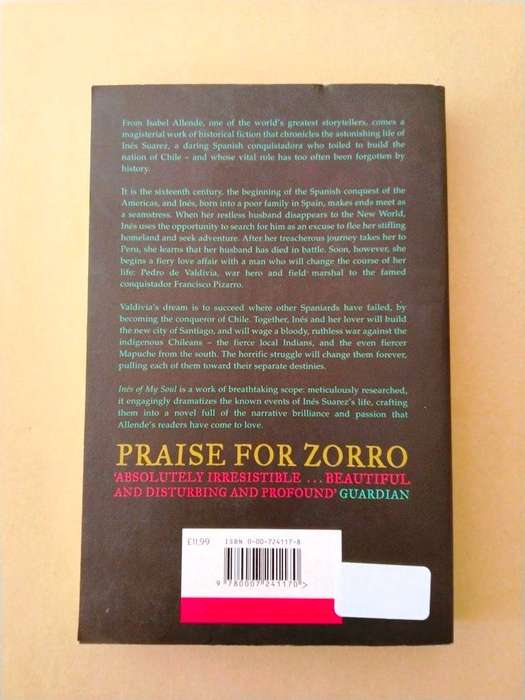 From Isabel Allende, one of the world's greatest storytellers, comes a
magisterial work of historical fiction that chronicles the astonishing life of
Inés Suarez, a daring Spanish conquistadora who toiled to build the
nation of Chile – and whose vital role has too often been forgotten by
history.
It is the sixteenth century, the beginning of the Spanish conquest of the
Americas, and Inés, born into a poor family in Spain, makes ends meet as
a seamstress. When her restless husband disappears to the New World,
Inés uses the opportunity to search for him as an excuse to flee her stifling
homeland and seek adventure. After her treacherous journey takes her to
Peru, she learns that her husband has died in battle. Soon, however, she
begins a fiery love affair with a man who will change the course of her
life: Pedro de Valdivia, war hero and field marshal to the famed
conquistador Francisco Pizarro.
Valdivia's dream is to succeed where other Spaniards have failed, by
becoming the conqueror of Chile. Together, Inés and her lover will build
the new city of Santiago, and will wage a bloody, ruthless war against the
indigenous Chileans – the fierce local Indians, and the even fiercer
Mapuche from the south. The horrific struggle will change them forever,
pulling each of them toward their separate destinies.
Inés of My Soul is a work of breathtaking scope: meticulously researched,
it engagingly dramatizes the known events of Inés Suarez's life, crafting
them into a novel full of the narrative brilliance and passion that
Allende's readers have come to love.
PRAISE FOR ZORRO
'ABSOLUTELY IRRESISTIBLE ... BEAUTIFUL
AND DISTURBING AND PROFOUND' GUARDIAN
£11.99 ISBN 0-00-724117-8
9 780007 241170 >